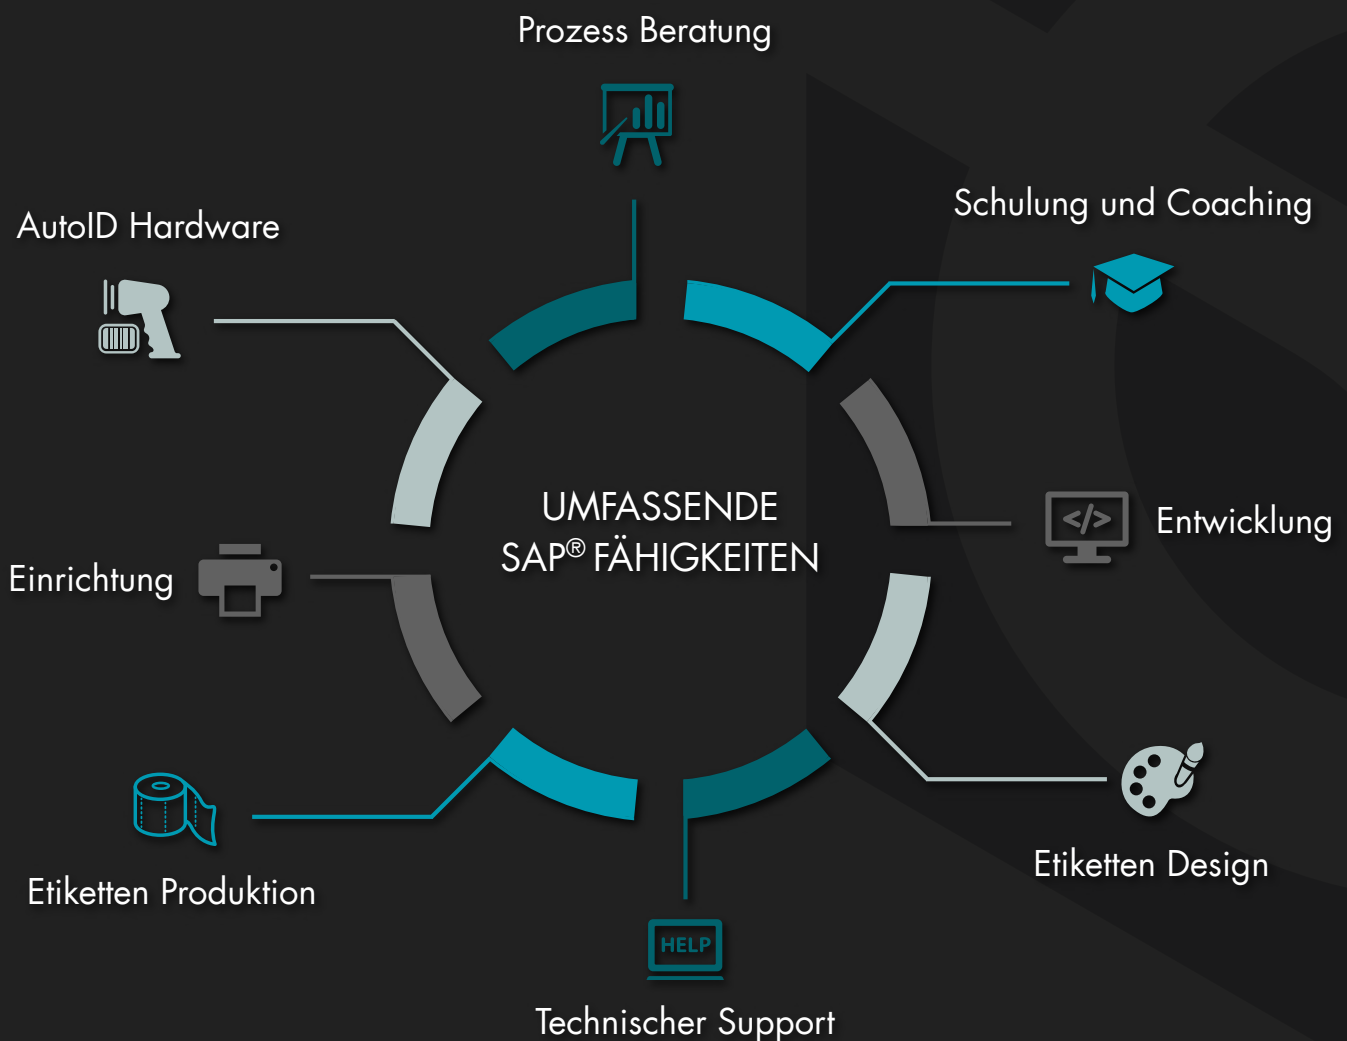 Prozess Beratung
Schulung und Coaching
AutoID Hardware
UMFASSENDE
SAP® FÄHIGKEITEN
</> Entwicklung
Einrichtung
Etiketten Design
Etiketten Produktion
HELP
Technischer Support